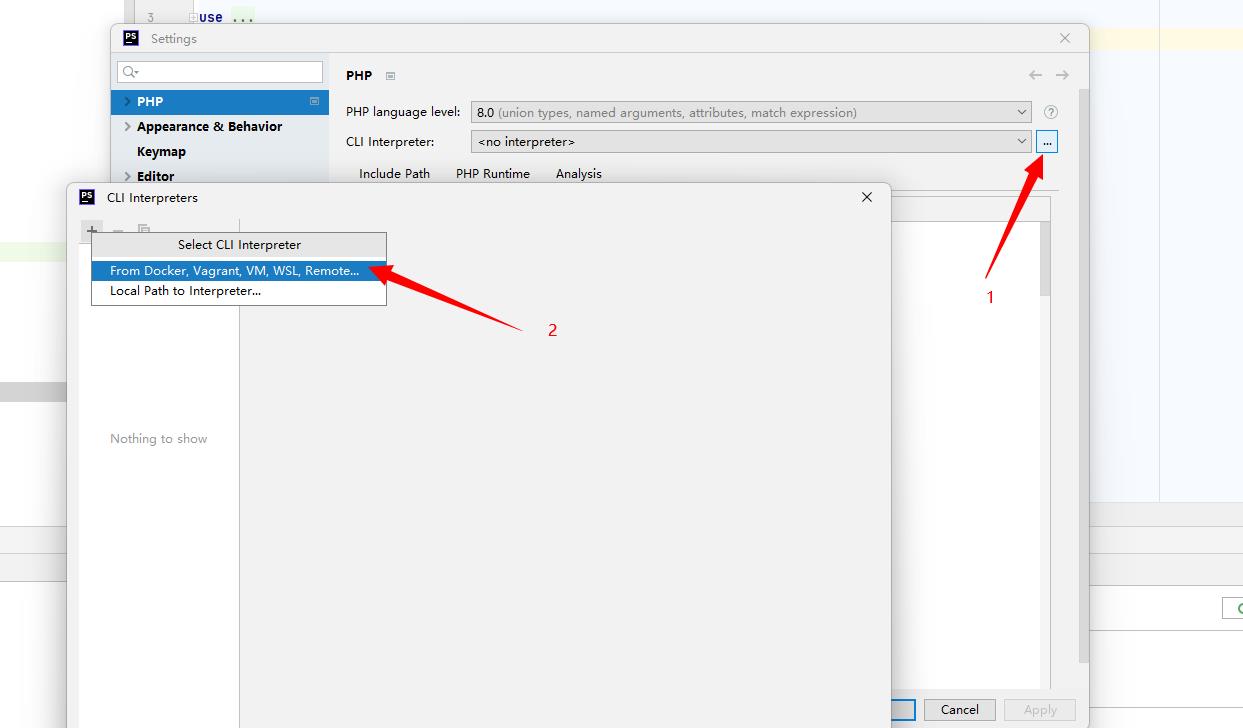 3 use ...
PS Settings
PHP
PHP
PHP language level: 8.0 (union types, named arguments, attributes, match expression) ?
Appearance & Behavior
CLI Interpreter: <no interpreter> ...
Keymap
Include Path PHP Runtime Analysis
Editor
PS CLI Interpreters
Select CLI Interpreter
From Docker, Vagrant, VM, WSL, Remote...
Local Path to Interpreter...
1
2
Nothing to show
Cancel Apply